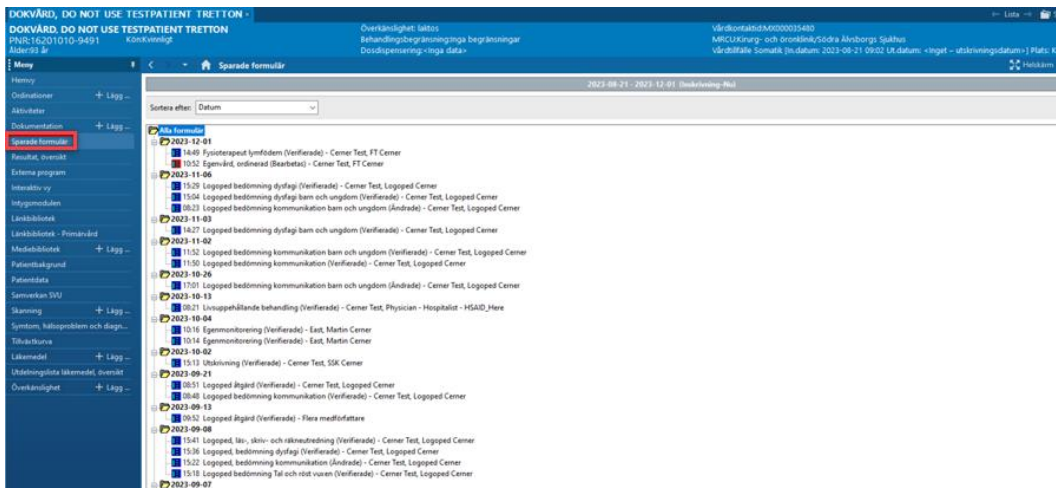 DOKVÅRD, DO NOT USE TESTPATIENT TRETTON
Lista
DOKVÅRD, DO NOT USE TESTPATIENT TRETTON
PNR:16201010-9491 Kön:Kvinnligt
Ålder:93 år
Överkänslighet: laktos
Behandlingsbegränsning:Inga begränsningar
Dosdispensering:<Inga data>
Vårdkontaktid:MX000035480
MRCU:Kirurg- och öronklinik/Södra Älvsborgs Sjukhus
Vårdtillfälle Somatik [In.datum: 2023-08-21 09:02 Ut.datum: <Inget – utskrivningsdatum>] Plats: K
Meny
Sparade formulär
Helskärm
Hemvy
Ordinationer + Lägg ...
Aktiviteter
Dokumentation + Lägg ...
Sparade formulär
Resultat, översikt
Externa program
Interaktiv vy
Intygsmodulen
Länkbibliotek
Länkbibliotek - Primärvård
Mediebibliotek + Lägg ...
Patientbakgrund
Patientdata
Samverkan SVU
Skanning + Lägg ...
Symtom, hälsoproblem och diagn...
Tillväxtkurva
Läkemedel + Lägg ...
Utdelningslista läkemedel, översikt
Överkänslighet + Lägg ...
2023-08-21 - 2023-12-01 (Inskrivning-Nu)
Sortera efter: Datum
Alla formulär
2023-12-01
14:49 Fysioterapeut lymfödem (Verifierade) - Cerner Test, FT Cerner
10:52 Egenvård, ordinerad (Bearbetas) - Cerner Test, FT Cerner
2023-11-06
15:29 Logoped bedömning dysfagi (Verifierade) - Cerner Test, Logoped Cerner
15:04 Logoped bedömning dysfagi barn och ungdom (Verifierade) - Cerner Test, Logoped Cerner
08:23 Logoped bedömning kommunikation barn och ungdom (Ändrade) - Cerner Test, Logoped Cerner
2023-11-03
14:27 Logoped bedömning dysfagi barn och ungdom (Verifierade) - Cerner Test, Logoped Cerner
2023-11-02
11:52 Logoped bedömning kommunikation barn och ungdom (Verifierade) - Cerner Test, Logoped Cerner
11:50 Logoped bedömning kommunikation (Verifierade) - Cerner Test, Logoped Cerner
2023-10-26
17:01 Logoped bedömning kommunikation barn och ungdom (Ändrade) - Cerner Test, Logoped Cerner
2023-10-13
08:21 Livsuppehållande behandling (Verifierade) - Cerner Test, Physician - Hospitalist - HSAID_Here
2023-10-04
10:16 Egenmonitorering (Verifierade) - East, Martin Cerner
10:14 Egenmonitorering (Verifierade) - East, Martin Cerner
2023-10-02
15:13 Utskrivning (Verifierade) - Cerner Test, SSK Cerner
2023-09-21
08:51 Logoped åtgärd (Verifierade) - Cerner Test, Logoped Cerner
08:48 Logoped bedömning kommunikation (Verifierade) - Cerner Test, Logoped Cerner
2023-09-13
09:52 Logoped åtgärd (Verifierade) - Flera medförfattare
2023-09-08
15:41 Logoped, läs-, skriv- och räkneutredning (Verifierade) - Cerner Test, Logoped Cerner
15:36 Logoped, bedömning dysfagi (Verifierade) - Cerner Test, Logoped Cerner
15:22 Logoped, bedömning kommunikation (Ändrade) - Cerner Test, Logoped Cerner
15:18 Logoped bedömning Tal och röst vuxen (Verifierade) - Cerner Test, Logoped Cerner
2023-09-07